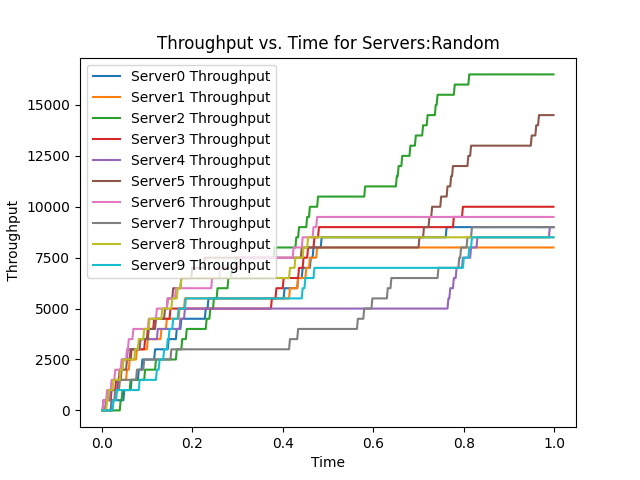 Throughput vs. Time for Servers:Random
Throughput
15000
12500
10000
7500
5000
2500
0
Server0 Throughput
Server1 Throughput
Server2 Throughput
Server3 Throughput
Server4 Throughput
Server5 Throughput
Server6 Throughput
Server7 Throughput
Server8 Throughput
Server9 Throughput
0.0 0.2 0.4 0.6 0.8 1.0
Time